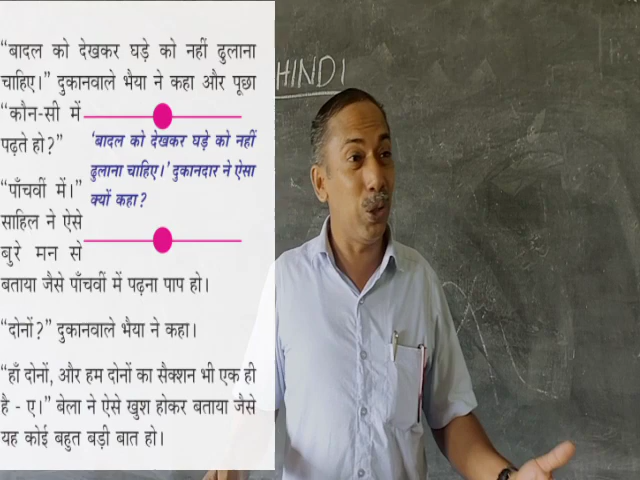 “बादल को देखकर घड़े को नहीं ढुलाना
चाहिए।” दुकानवाले भैया ने कहा और पूछा
“कौन-सी में
पढ़ते हो?”
‘बादल को देखकर घड़े को नहीं
ढुलाना चाहिए।’ दुकानदार ने ऐसा
क्यों कहा?
“पाँचवीं में।”
साहिल ने ऐसे
बुरे मन से
बताया जैसे पाँचवीं में पढ़ना पाप हो।
“दोनों?” दुकानवाले भैया ने कहा।
“हाँ दोनों, और हम दोनों का सैक्शन भी एक ही
है - ए।” बेला ने ऐसे खुश होकर बताया जैसे
यह कोई बहुत बड़ी बात हो।
HINDI